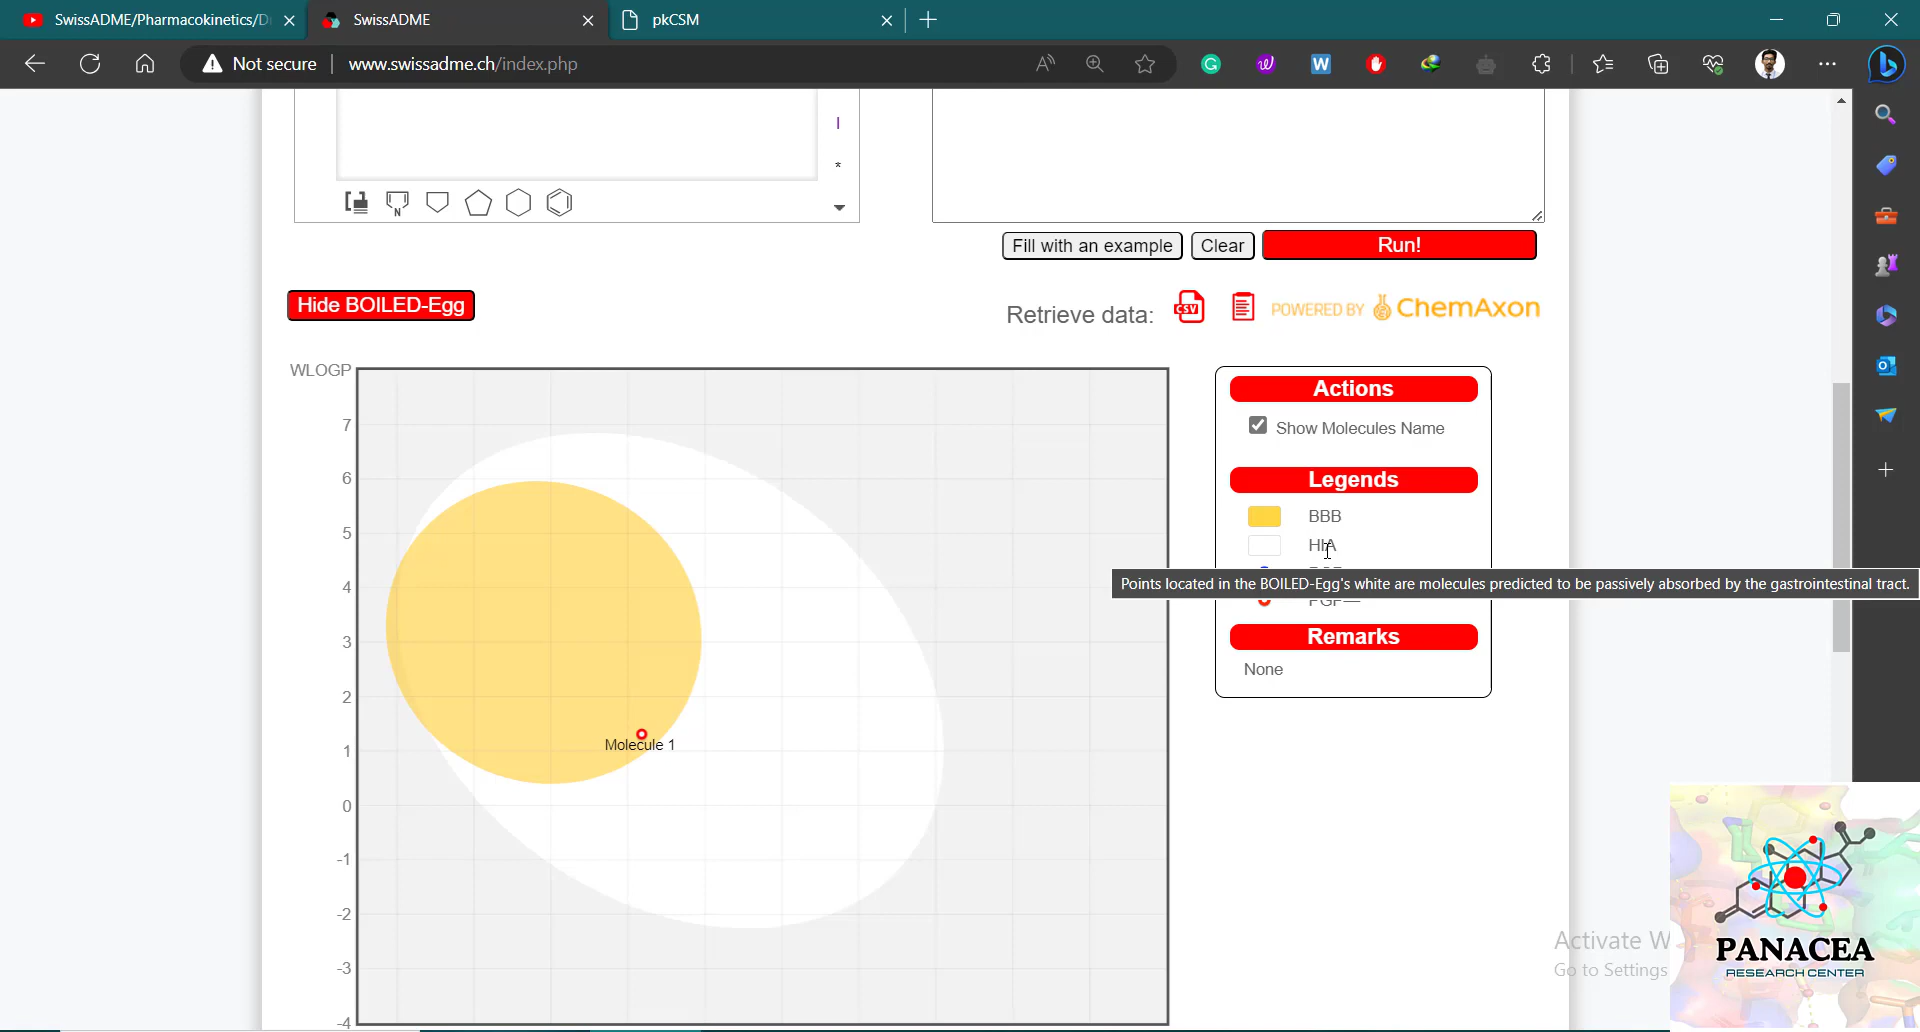 SwissADME/Pharmacokinetics/D
SwissADME
pkCSM
Not secure
www.swissadme.ch/index.php
I
*
N
Fill with an example
Clear
Run!
Hide BOILED-Egg
Retrieve data:
CSV
POWERED BY
ChemAxon
WLOGP
7
6
5
4
3
2
1
0
-1
-2
-3
-4
Molecule 1
Actions
Show Molecules Name
Legends
BBB
HIA
Points located in the BOILED-Egg's white are molecules predicted to be passively absorbed by the gastrointestinal tract.
Remarks
None
Activate W
Go to Settings
PANACEA
RESEARCH CENTER